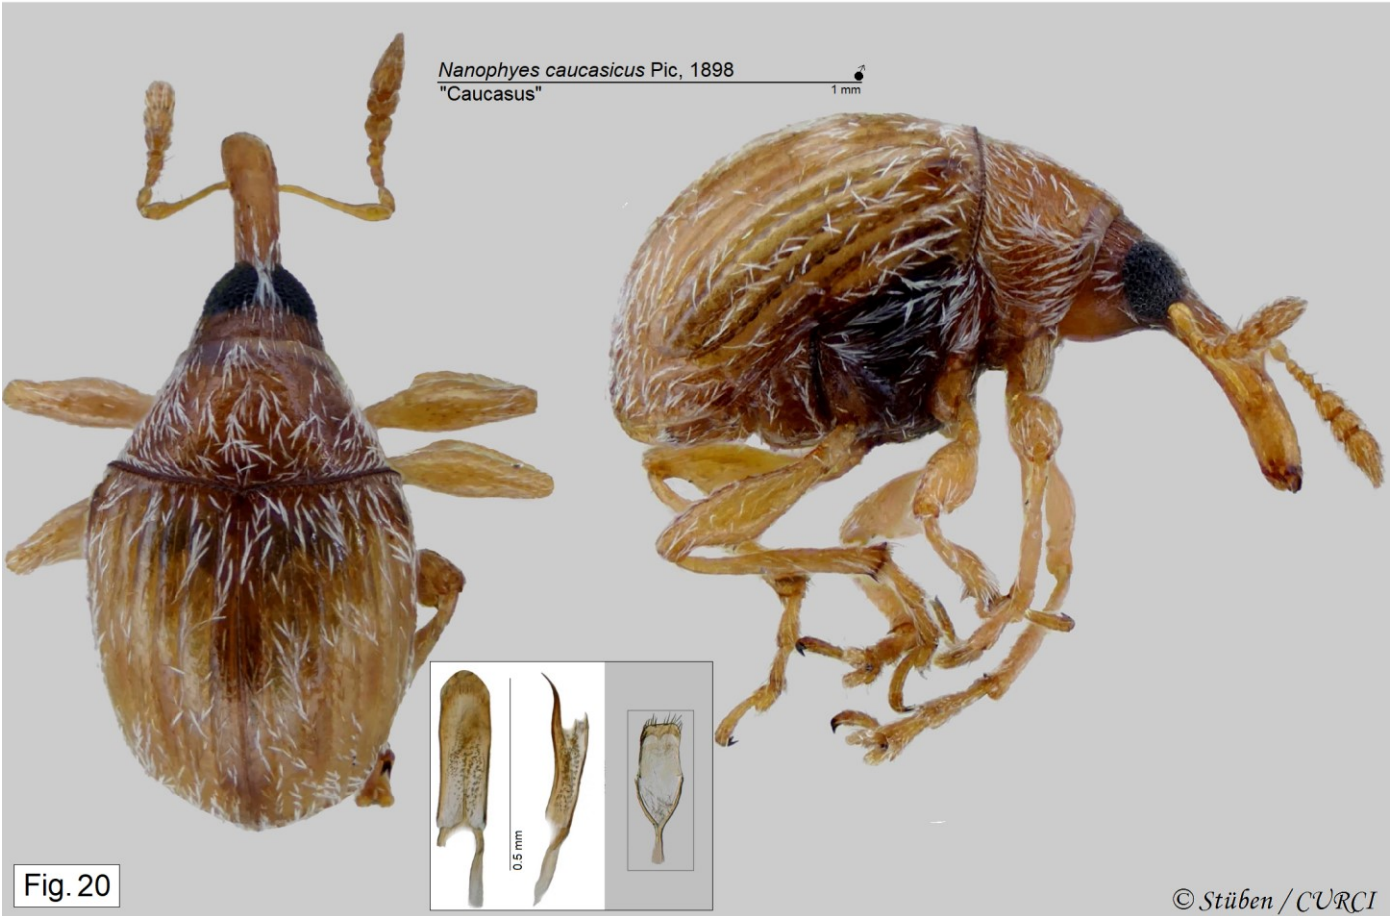 Nanophyes caucasicus Pic, 1898
"Caucasus"
♂
1 mm
0.5 mm
Fig. 20
© Stüben / CURCI